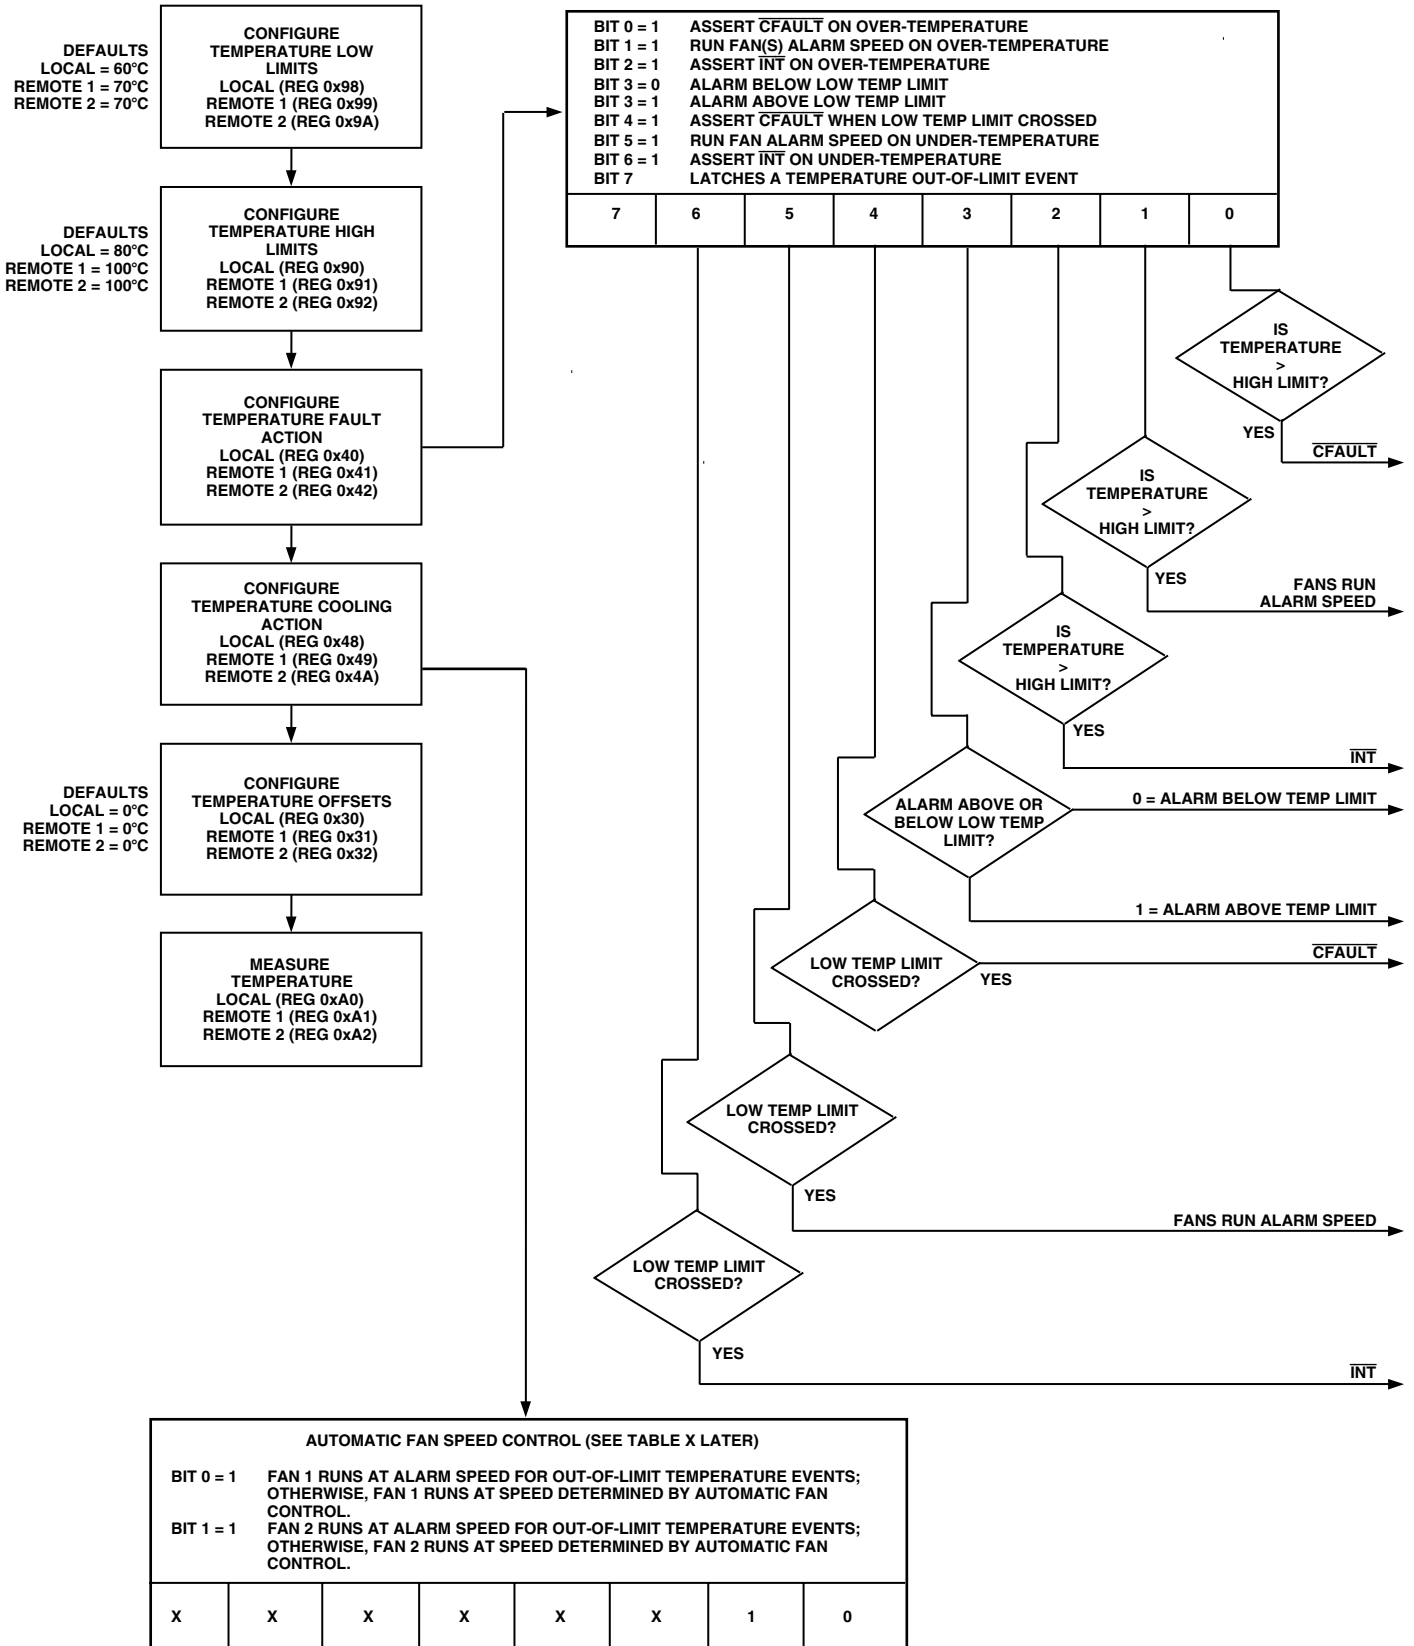 DEFAULTS
LOCAL = 60°C
REMOTE 1 = 70°C
REMOTE 2 = 70°C
CONFIGURE
TEMPERATURE LOW
LIMITS
LOCAL (REG 0x98)
REMOTE 1 (REG 0x99)
REMOTE 2 (REG 0x9A)
DEFAULTS
LOCAL = 80°C
REMOTE 1 = 100°C
REMOTE 2 = 100°C
CONFIGURE
TEMPERATURE HIGH
LIMITS
LOCAL (REG 0x90)
REMOTE 1 (REG 0x91)
REMOTE 2 (REG 0x92)
CONFIGURE
TEMPERATURE FAULT
ACTION
LOCAL (REG 0x40)
REMOTE 1 (REG 0x41)
REMOTE 2 (REG 0x42)
CONFIGURE
TEMPERATURE COOLING
ACTION
LOCAL (REG 0x48)
REMOTE 1 (REG 0x49)
REMOTE 2 (REG 0x4A)
DEFAULTS
LOCAL = 0°C
REMOTE 1 = 0°C
REMOTE 2 = 0°C
CONFIGURE
TEMPERATURE OFFSETS
LOCAL (REG 0x30)
REMOTE 1 (REG 0x31)
REMOTE 2 (REG 0x32)
MEASURE
TEMPERATURE
LOCAL (REG 0xA0)
REMOTE 1 (REG 0xA1)
REMOTE 2 (REG 0xA2)
BIT 0 = 1 ASSERT CFAULT ON OVER-TEMPERATURE
BIT 1 = 1 RUN FAN(S) ALARM SPEED ON OVER-TEMPERATURE
BIT 2 = 1 ASSERT INT ON OVER-TEMPERATURE
BIT 3 = 0 ALARM BELOW LOW TEMP LIMIT
BIT 3 = 1 ALARM ABOVE LOW TEMP LIMIT
BIT 4 = 1 ASSERT CFAULT WHEN LOW TEMP LIMIT CROSSED
BIT 5 = 1 RUN FAN ALARM SPEED ON UNDER-TEMPERATURE
BIT 6 = 1 ASSERT INT ON UNDER-TEMPERATURE
BIT 7 LATCHES A TEMPERATURE OUT-OF-LIMIT EVENT
7 6 5 4 3 2 1 0
IS
TEMPERATURE
>
HIGH LIMIT?
YES
CFAULT
IS
TEMPERATURE
>
HIGH LIMIT?
YES
FANS RUN
ALARM SPEED
IS
TEMPERATURE
>
HIGH LIMIT?
YES
INT
ALARM ABOVE OR
BELOW LOW TEMP
LIMIT?
0 = ALARM BELOW TEMP LIMIT
1 = ALARM ABOVE TEMP LIMIT
LOW TEMP LIMIT
CROSSED?
YES
CFAULT
LOW TEMP LIMIT
CROSSED?
YES
FANS RUN ALARM SPEED
LOW TEMP LIMIT
CROSSED?
YES
INT
AUTOMATIC FAN SPEED CONTROL (SEE TABLE X LATER)
BIT 0 = 1 FAN 1 RUNS AT ALARM SPEED FOR OUT-OF-LIMIT TEMPERATURE EVENTS;
OTHERWISE, FAN 1 RUNS AT SPEED DETERMINED BY AUTOMATIC FAN
CONTROL.
BIT 1 = 1 FAN 2 RUNS AT ALARM SPEED FOR OUT-OF-LIMIT TEMPERATURE EVENTS;
OTHERWISE, FAN 2 RUNS AT SPEED DETERMINED BY AUTOMATIC FAN
CONTROL.
X X X X X X 1 0